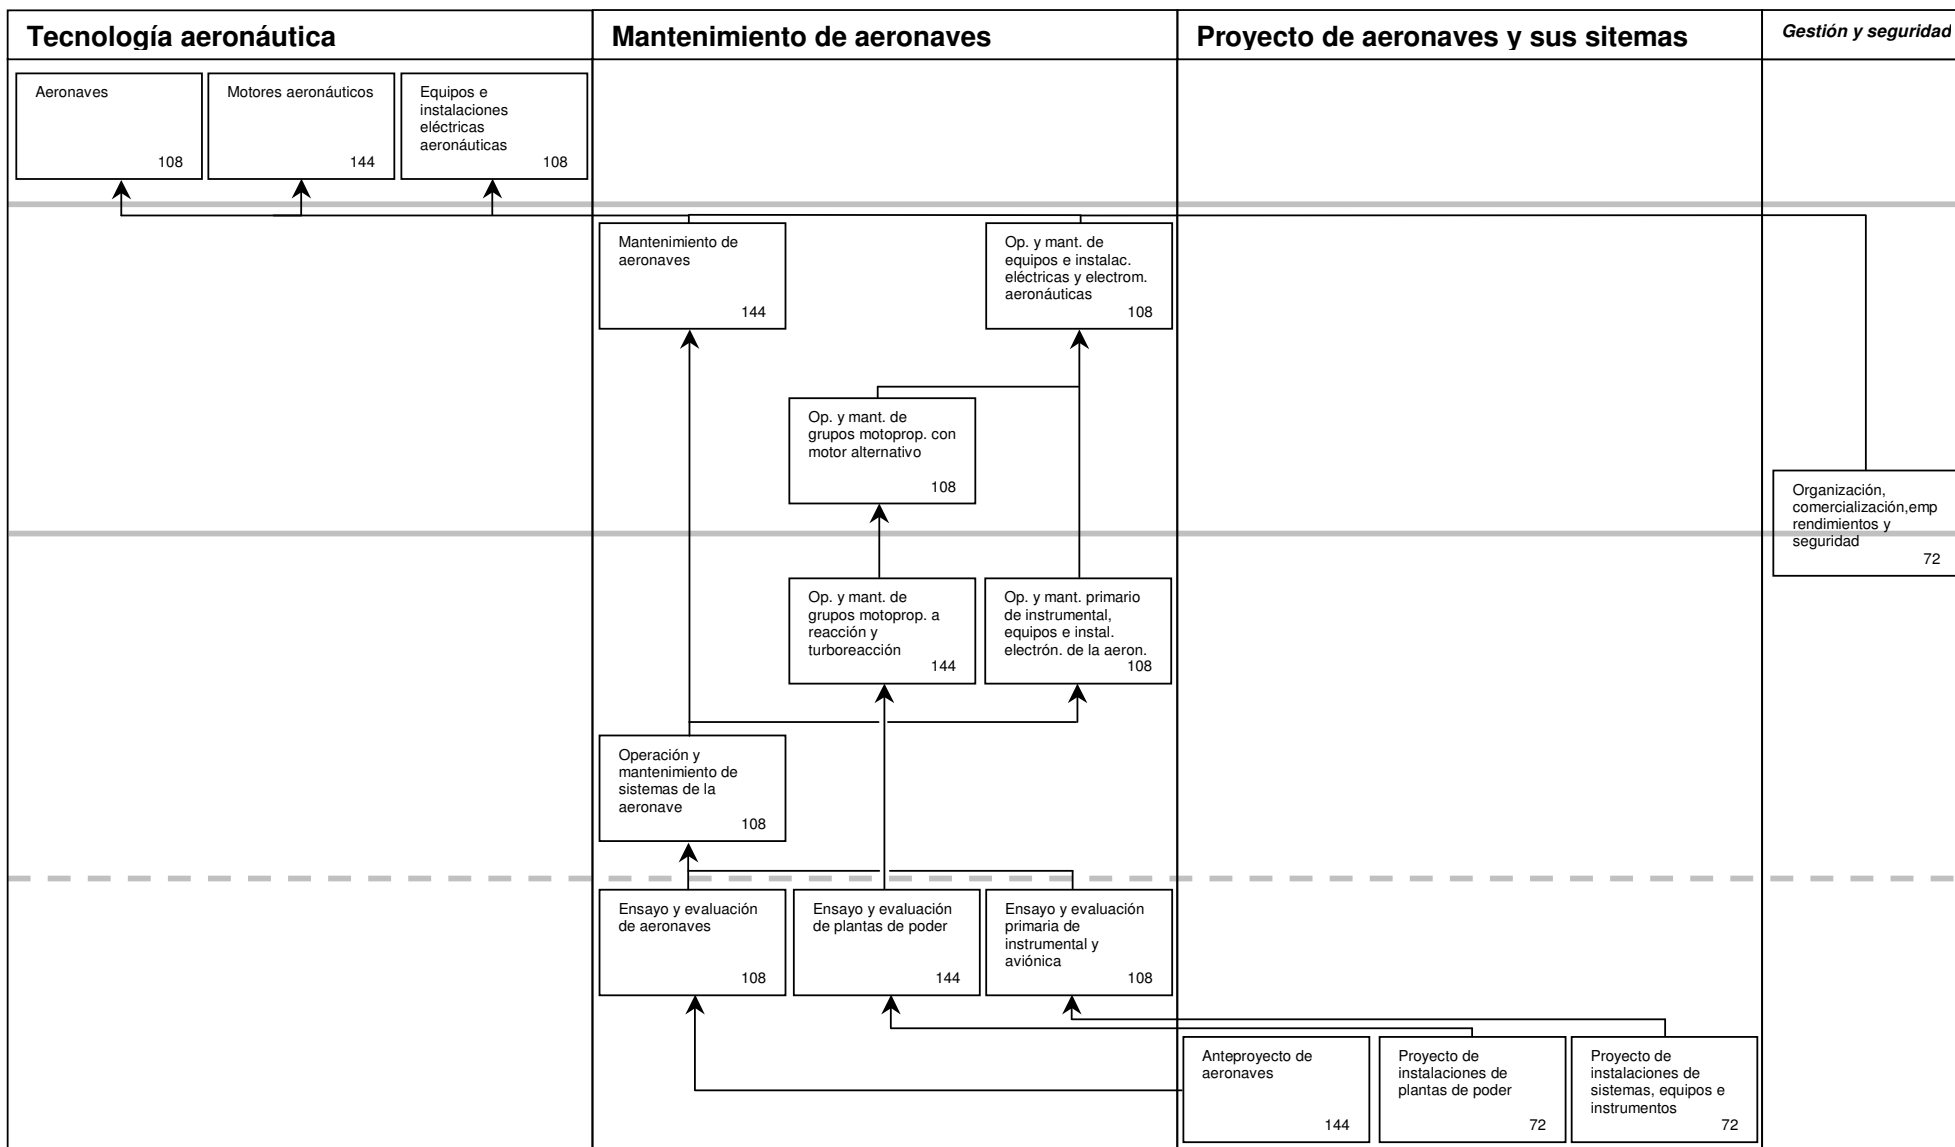 Tecnología aeronáutica
Mantenimiento de aeronaves
Proyecto de aeronaves y sus sitemas
Gestión y seguridad
Aeronaves
108
Motores aeronáuticos
144
Equipos e
instalaciones
eléctricas
aeronáuticas
108
Mantenimiento de
aeronaves
144
Op. y mant. de
equipos e instalac.
eléctricas y electrom.
aeronáuticas
108
Op. y mant. de
grupos motoprop. con
motor alternativo
108
Organización,
comercialización,emp
rendimientos y
seguridad
72
Op. y mant. de
grupos motoprop. a
reacción y
turboreacción
144
Op. y mant. primario
de instrumental,
equipos e instal.
electrón. de la aeron.
108
Operación y
mantenimiento de
sistemas de la
aeronave
108
Ensayo y evaluación
de aeronaves
108
Ensayo y evaluación
de plantas de poder
144
Ensayo y evaluación
primaria de
instrumental y
aviónica
108
Anteproyecto de
aeronaves
144
Proyecto de
instalaciones de
plantas de poder
72
Proyecto de
instalaciones de
sistemas, equipos e
instrumentos
72